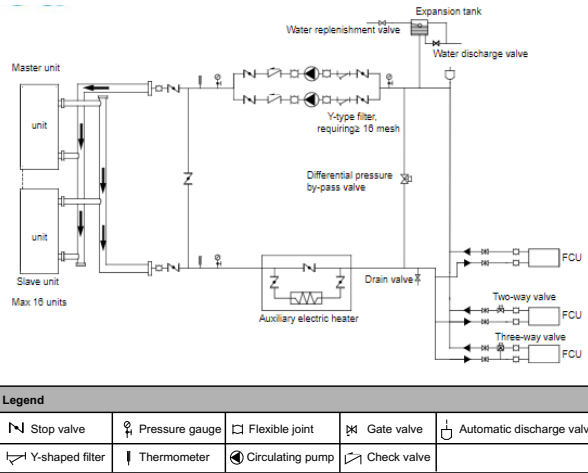 Expansion tank
Water replenishment valve
Water discharge valve
Master unit
unit
Y-type filter,
requiring≥ 16 mesh
Differential pressure
by-pass valve
unit
Slave unit
Max 16 units
Drain valve
Auxiliary electric heater
FCU
Two-way valve
FCU
Three-way valve
FCU
Legend
Stop valve
Pressure gauge
Flexible joint
Gate valve
Automatic discharge valv
Y-shaped filter
Thermometer
Circulating pump
Check valve